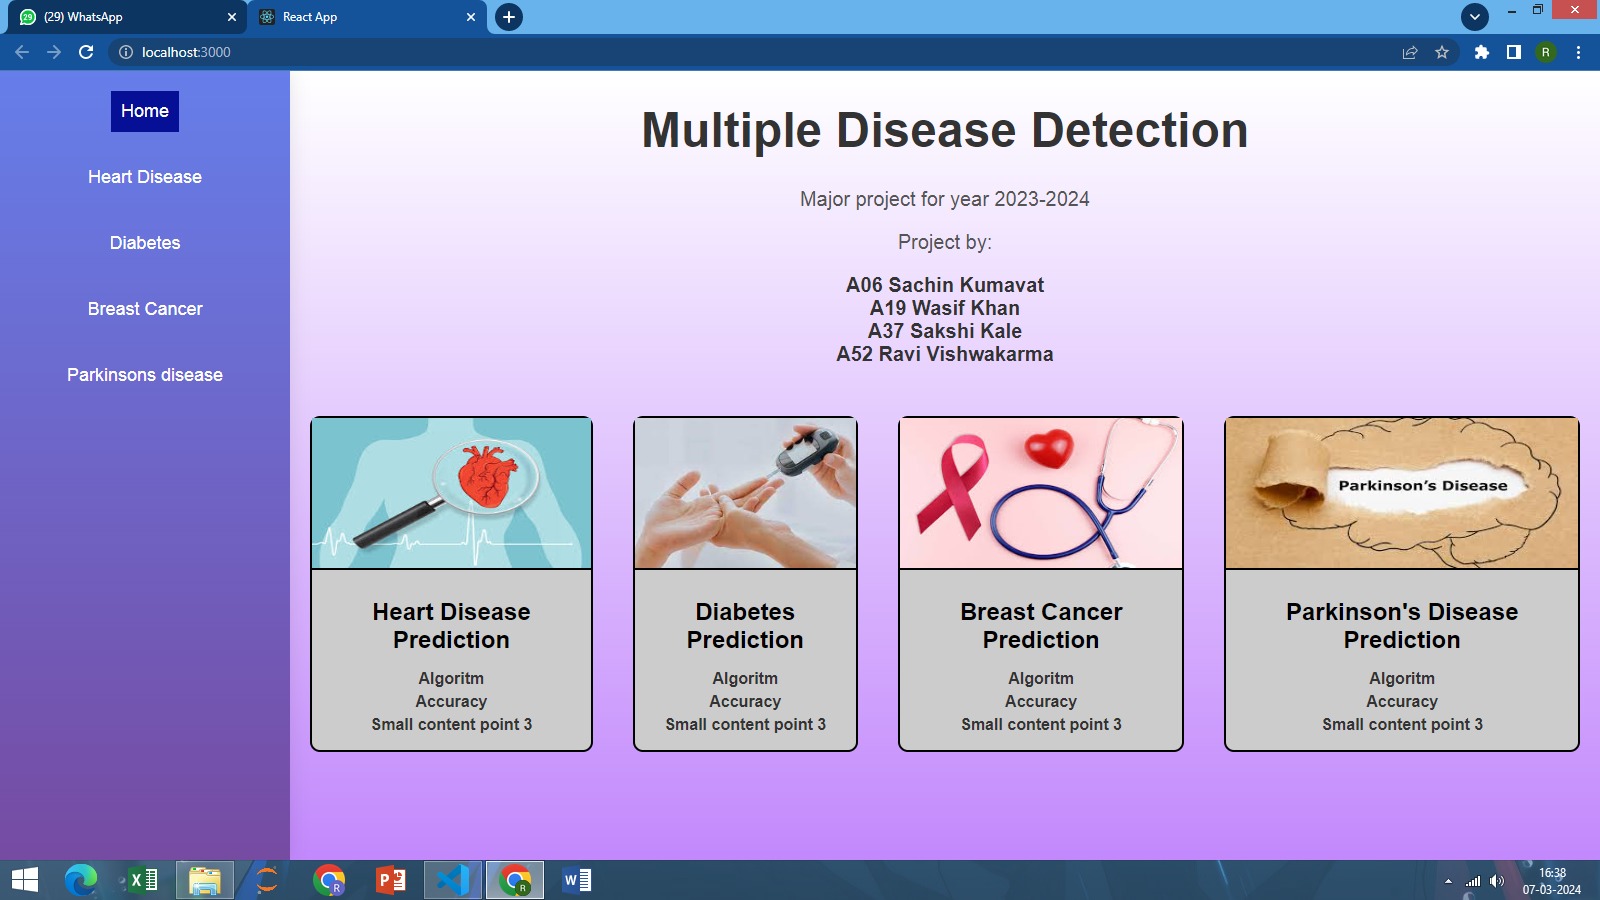 (29) WhatsApp
React App
localhost:3000
R
Home
Heart Disease
Diabetes
Breast Cancer
Parkinsons disease
Multiple Disease Detection
Major project for year 2023-2024
Project by:
A06 Sachin Kumavat
A19 Wasif Khan
A37 Sakshi Kale
A52 Ravi Vishwakarma
Parkinson's Disease
Heart Disease
Prediction
Algoritm
Accuracy
Small content point 3
Diabetes
Prediction
Algoritm
Accuracy
Small content point 3
Breast Cancer
Prediction
Algoritm
Accuracy
Small content point 3
Parkinson's Disease
Prediction
Algoritm
Accuracy
Small content point 3
16:38
07-03-2024